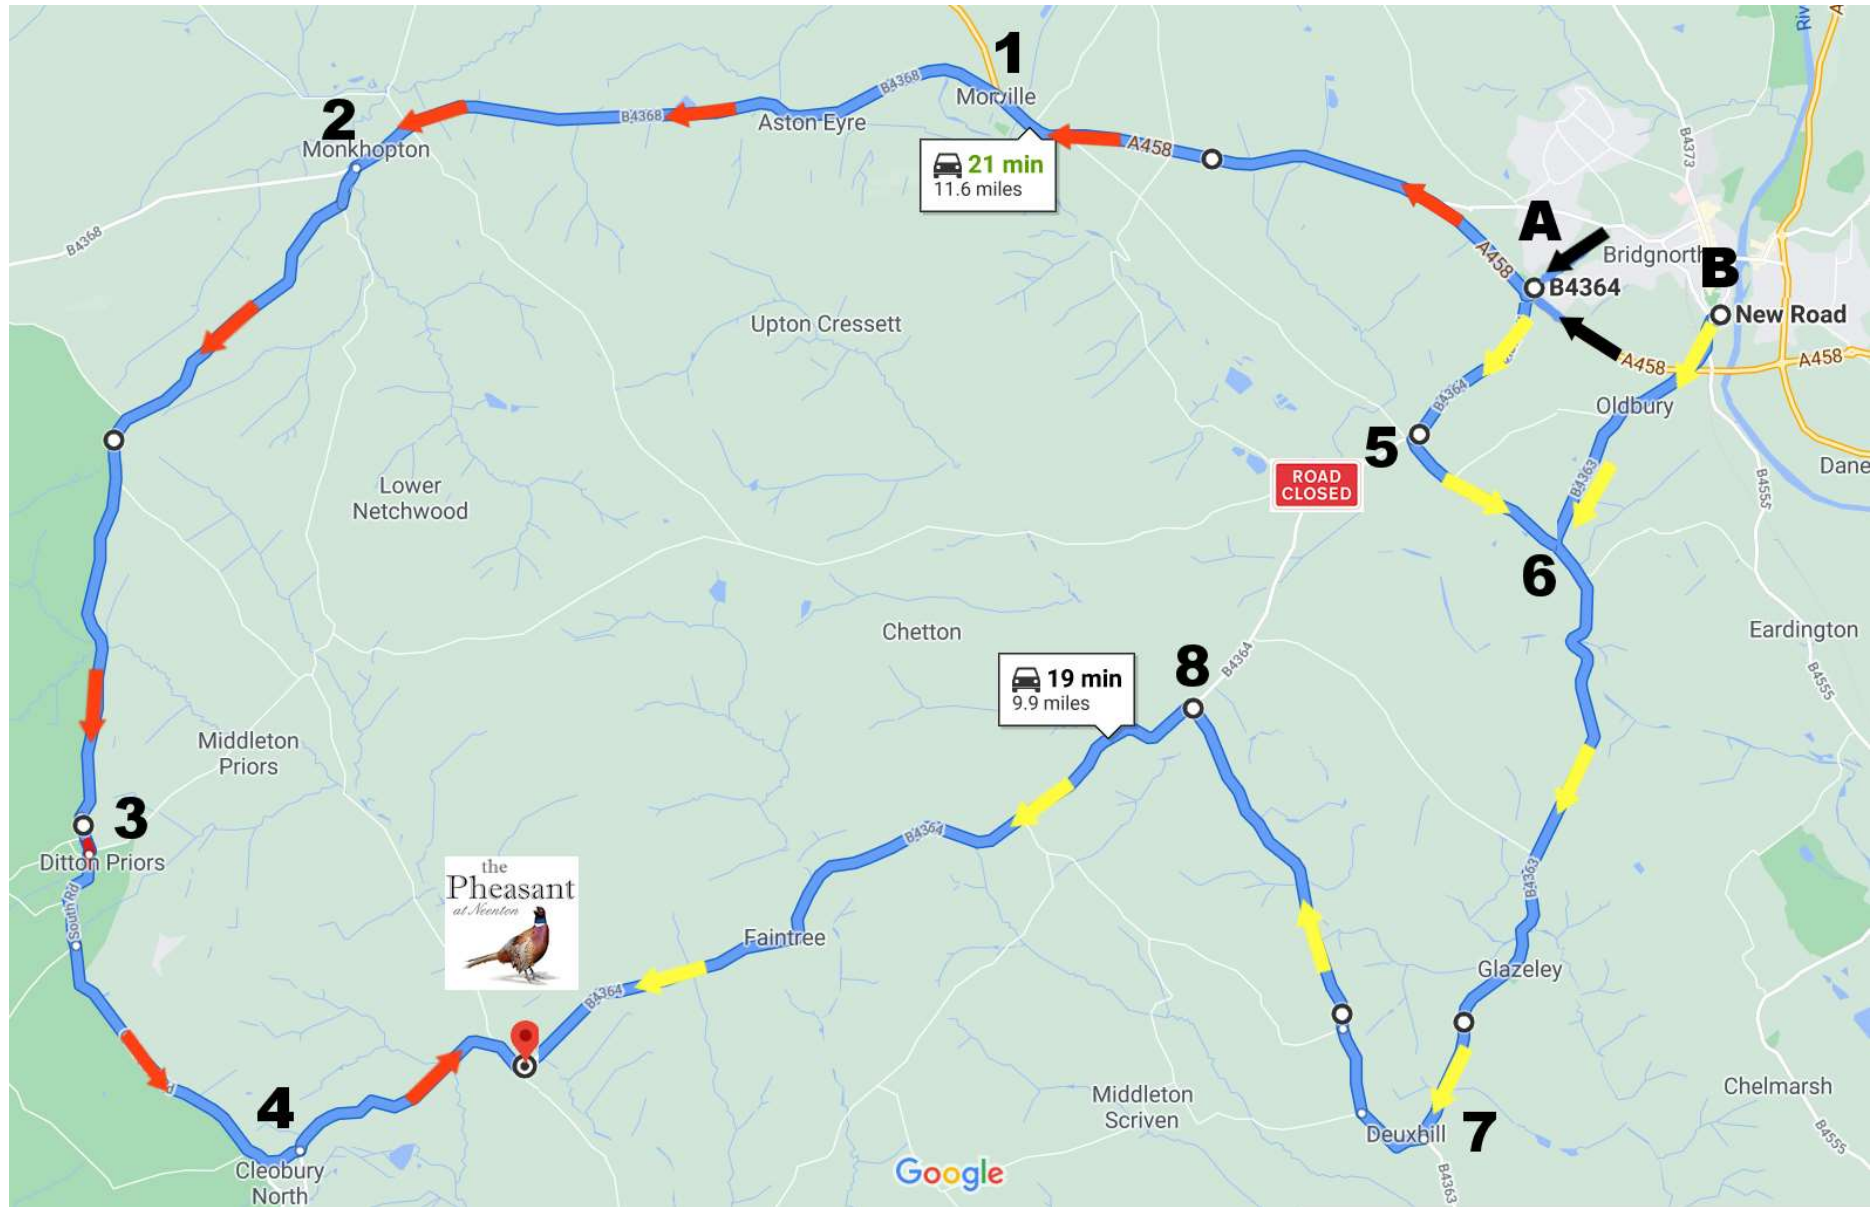 1
Morville
2
Monkhopton
B4368
B4368
Aston Eyre
B4368
21 min
11.6 miles
A458
A458
A
B4364
Bridgnorth
B
New Road
B4373
Riv
A
A458
A458
Oldbury
Dane
Upton Cressett
B4364
5
ROAD
CLOSED
B4363
B4555
6
Lower
Netchwood
Chetton
Eardington
B4555
8
B4364
19 min
9.9 miles
Middleton
Priors
3
Ditton Priors
South Rd
the
Pheasant
at Neenton
B4364
Faintree
B4364
B4363
Glazeley
4
Cleobury
North
Middleton
Scriven
Deuxhill
7
B4363
Chelmarsh
B4555
Google